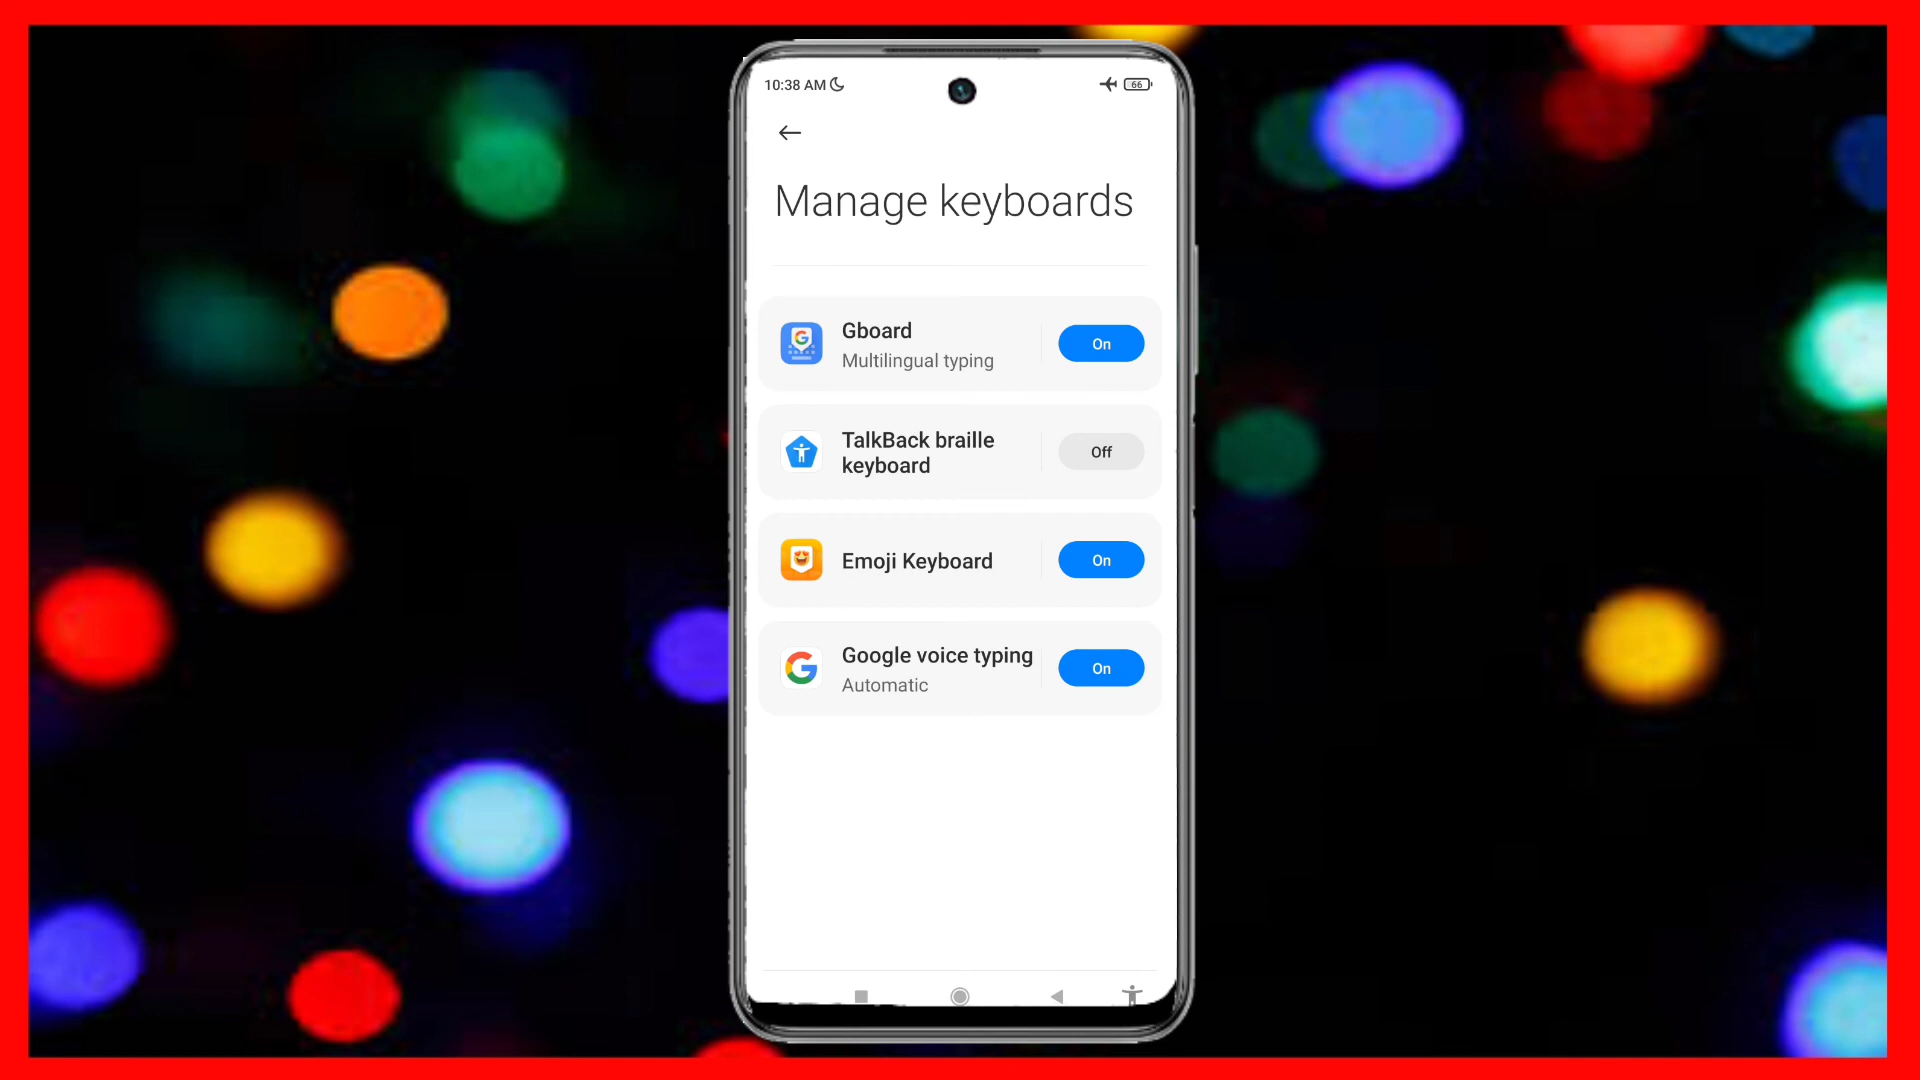 10:38 AM
66
Manage keyboards
Gboard
Multilingual typing
On
TalkBack braille
keyboard
Off
Emoji Keyboard
On
Google voice typing
Automatic
On